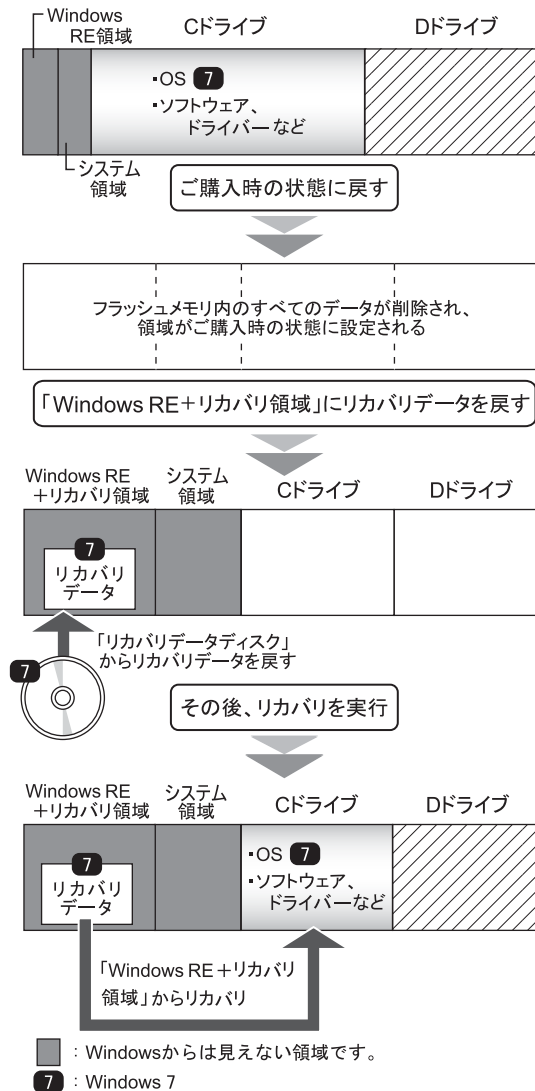 Windows
RE領域
Cドライブ
Dドライブ
・OS 7
・ソフトウェア、
ドライバーなど
システム
領域
ご購入時の状態に戻す
フラッシュメモリ内のすべてのデータが削除され、
領域がご購入時の状態に設定される
「Windows RE+リカバリ領域」にリカバリデータを戻す
Windows RE
+リカバリ領域
システム
領域
Cドライブ
Dドライブ
7
リカバリ
データ
「リカバリデータディスク」
からリカバリデータを戻す
7
その後、リカバリを実行
Windows RE
+リカバリ領域
システム
領域
Cドライブ
Dドライブ
7
リカバリ
データ
・OS 7
・ソフトウェア、
ドライバーなど
「Windows RE+リカバリ
領域」からリカバリ
：Windowsからは見えない領域です。
7：Windows 7